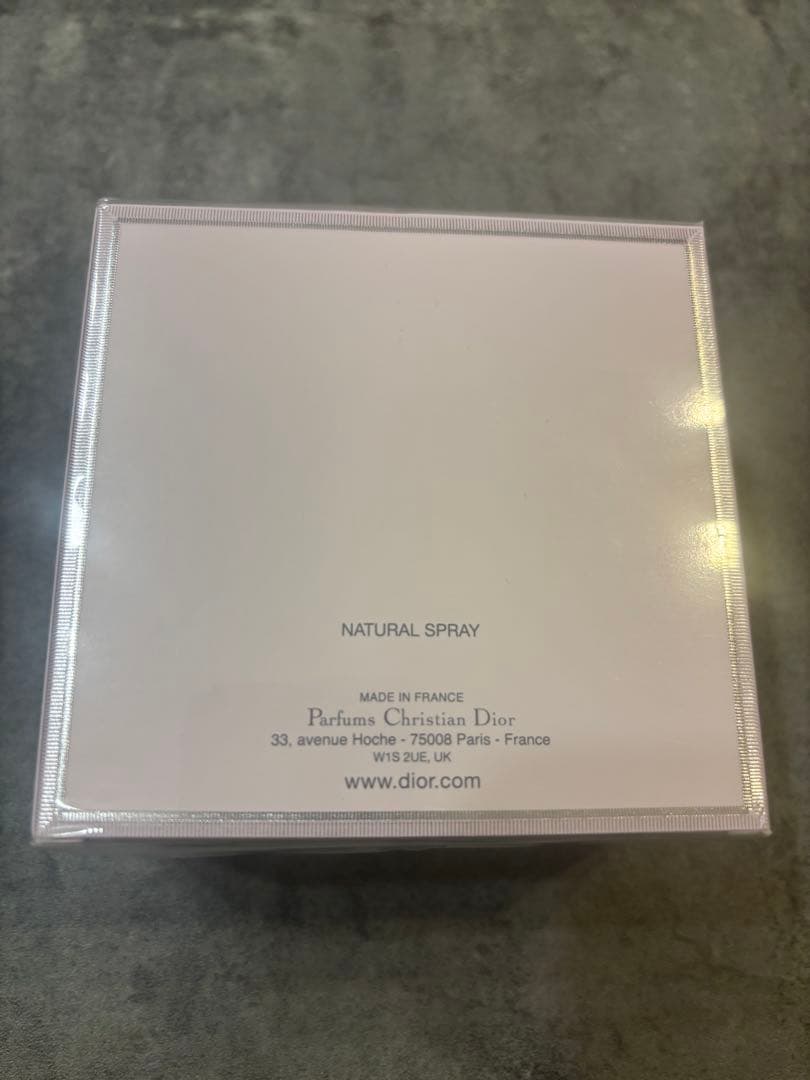 NATURAL SPRAY
MADE IN FRANCE
Parfums Christian Dior
33, avenue Hoche - 75008 Paris - France
W1S 2UE, UK
www.dior.com